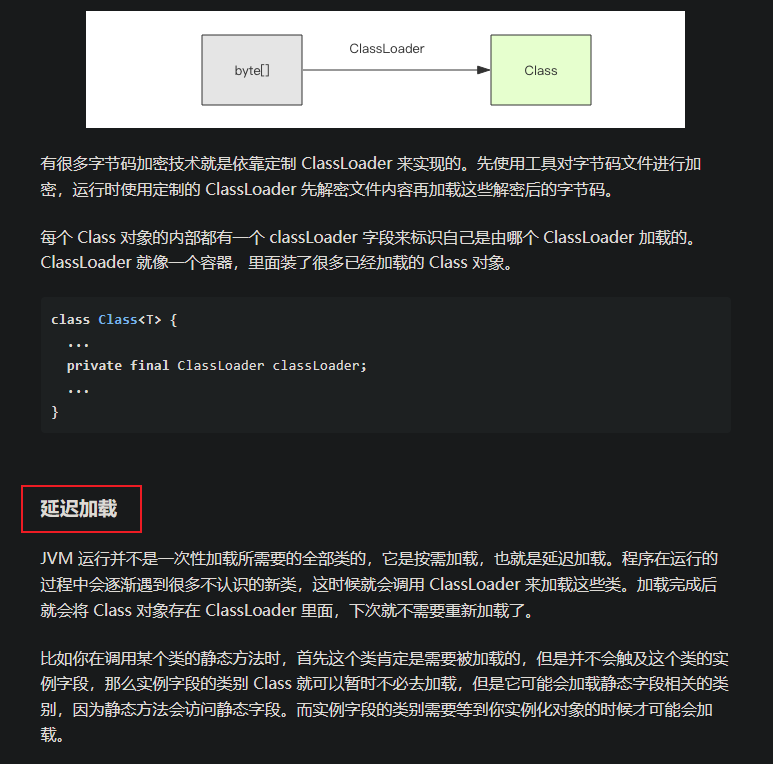 ClassLoader
byte[]
Class
有很多字节码加密技术就是依靠定制 ClassLoader 来实现的。先使用工具对字节码文件进行加
密，运行时使用定制的 ClassLoader 先解密文件内容再加载这些解密后的字节码。
每个 Class 对象的内部都有一个 classLoader 字段来标识自己是由哪个 ClassLoader 加载的。
ClassLoader 就像一个容器，里面装了很多已经加载的 Class 对象。
class Class<T> {
  ...
  private final ClassLoader classLoader;
  ...
}
延迟加载
JVM 运行并不是一次性加载所需要的全部类的，它是按需加载，也就是延迟加载。程序在运行的
过程中会逐渐遇到很多不认识的新类，这时候就会调用 ClassLoader 来加载这些类。加载完成后
就会将 Class 对象存在 ClassLoader 里面，下次就不需要重新加载了。
比如你在调用某个类的静态方法时，首先这个类肯定是需要被加载的，但是并不会触及这个类的实
例字段，那么实例字段的类别 Class 就可以暂时不必去加载，但是它可能会加载静态字段相关的类
别，因为静态方法会访问静态字段。而实例字段的类别需要等到你实例化对象的时候才可能会加
载。